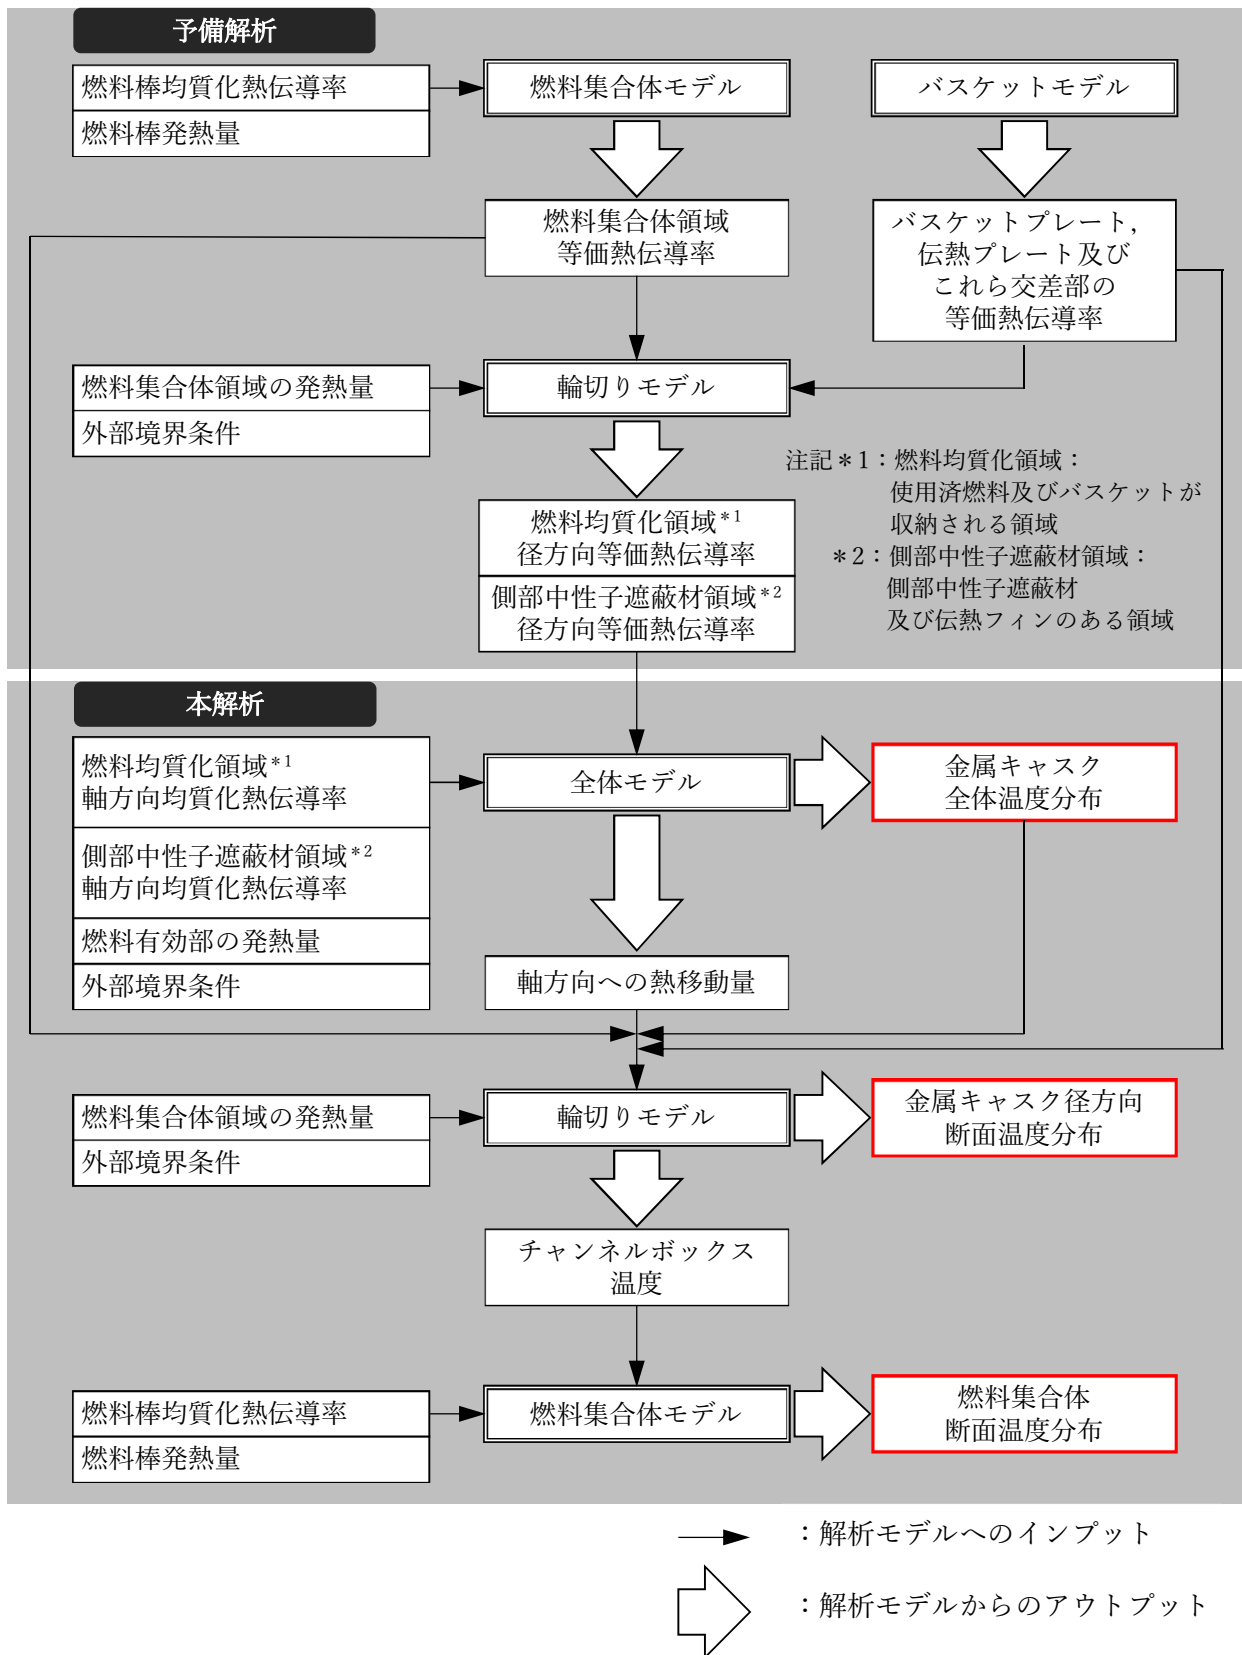 予備解析
燃料棒均質化熱伝導率
燃料棒発熱量
燃料集合体モデル
バスケットモデル
燃料集合体領域
等価熱伝導率
バスケットプレート,
伝熱プレート及び
これら交差部の
等価熱伝導率
燃料集合体領域の発熱量
外部境界条件
輪切りモデル
注記＊1：燃料均質化領域：
使用済燃料及びバスケットが
収納される領域
＊2：側部中性子遮蔽材領域：
側部中性子遮蔽材
及び伝熱フィンのある領域
燃料均質化領域＊1
径方向等価熱伝導率
側部中性子遮蔽材領域＊2
径方向等価熱伝導率
本解析
燃料均質化領域＊1
軸方向均質化熱伝導率
側部中性子遮蔽材領域＊2
軸方向均質化熱伝導率
燃料有効部の発熱量
外部境界条件
全体モデル
金属キャスク
全体温度分布
軸方向への熱移動量
燃料集合体領域の発熱量
外部境界条件
輪切りモデル
金属キャスク径方向
断面温度分布
チャンネルボックス
温度
燃料棒均質化熱伝導率
燃料棒発熱量
燃料集合体モデル
燃料集合体
断面温度分布
：解析モデルへのインプット
：解析モデルからのアウトプット